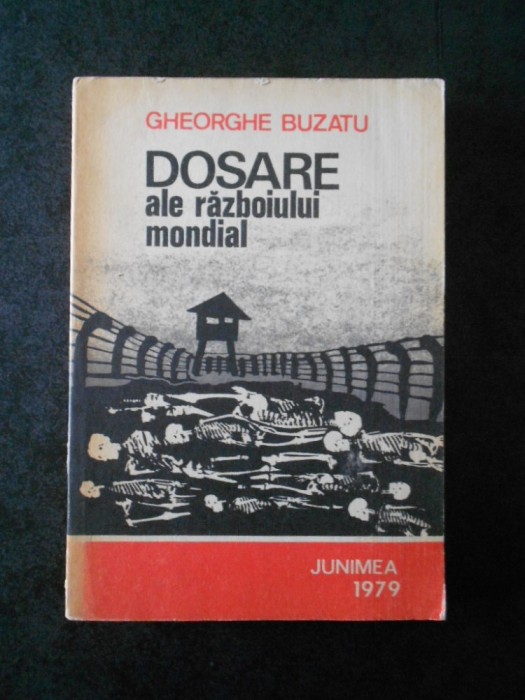 GHEORGHE BUZATU
DOSARE
ale războiului
mondial
JUNIMEA
1979